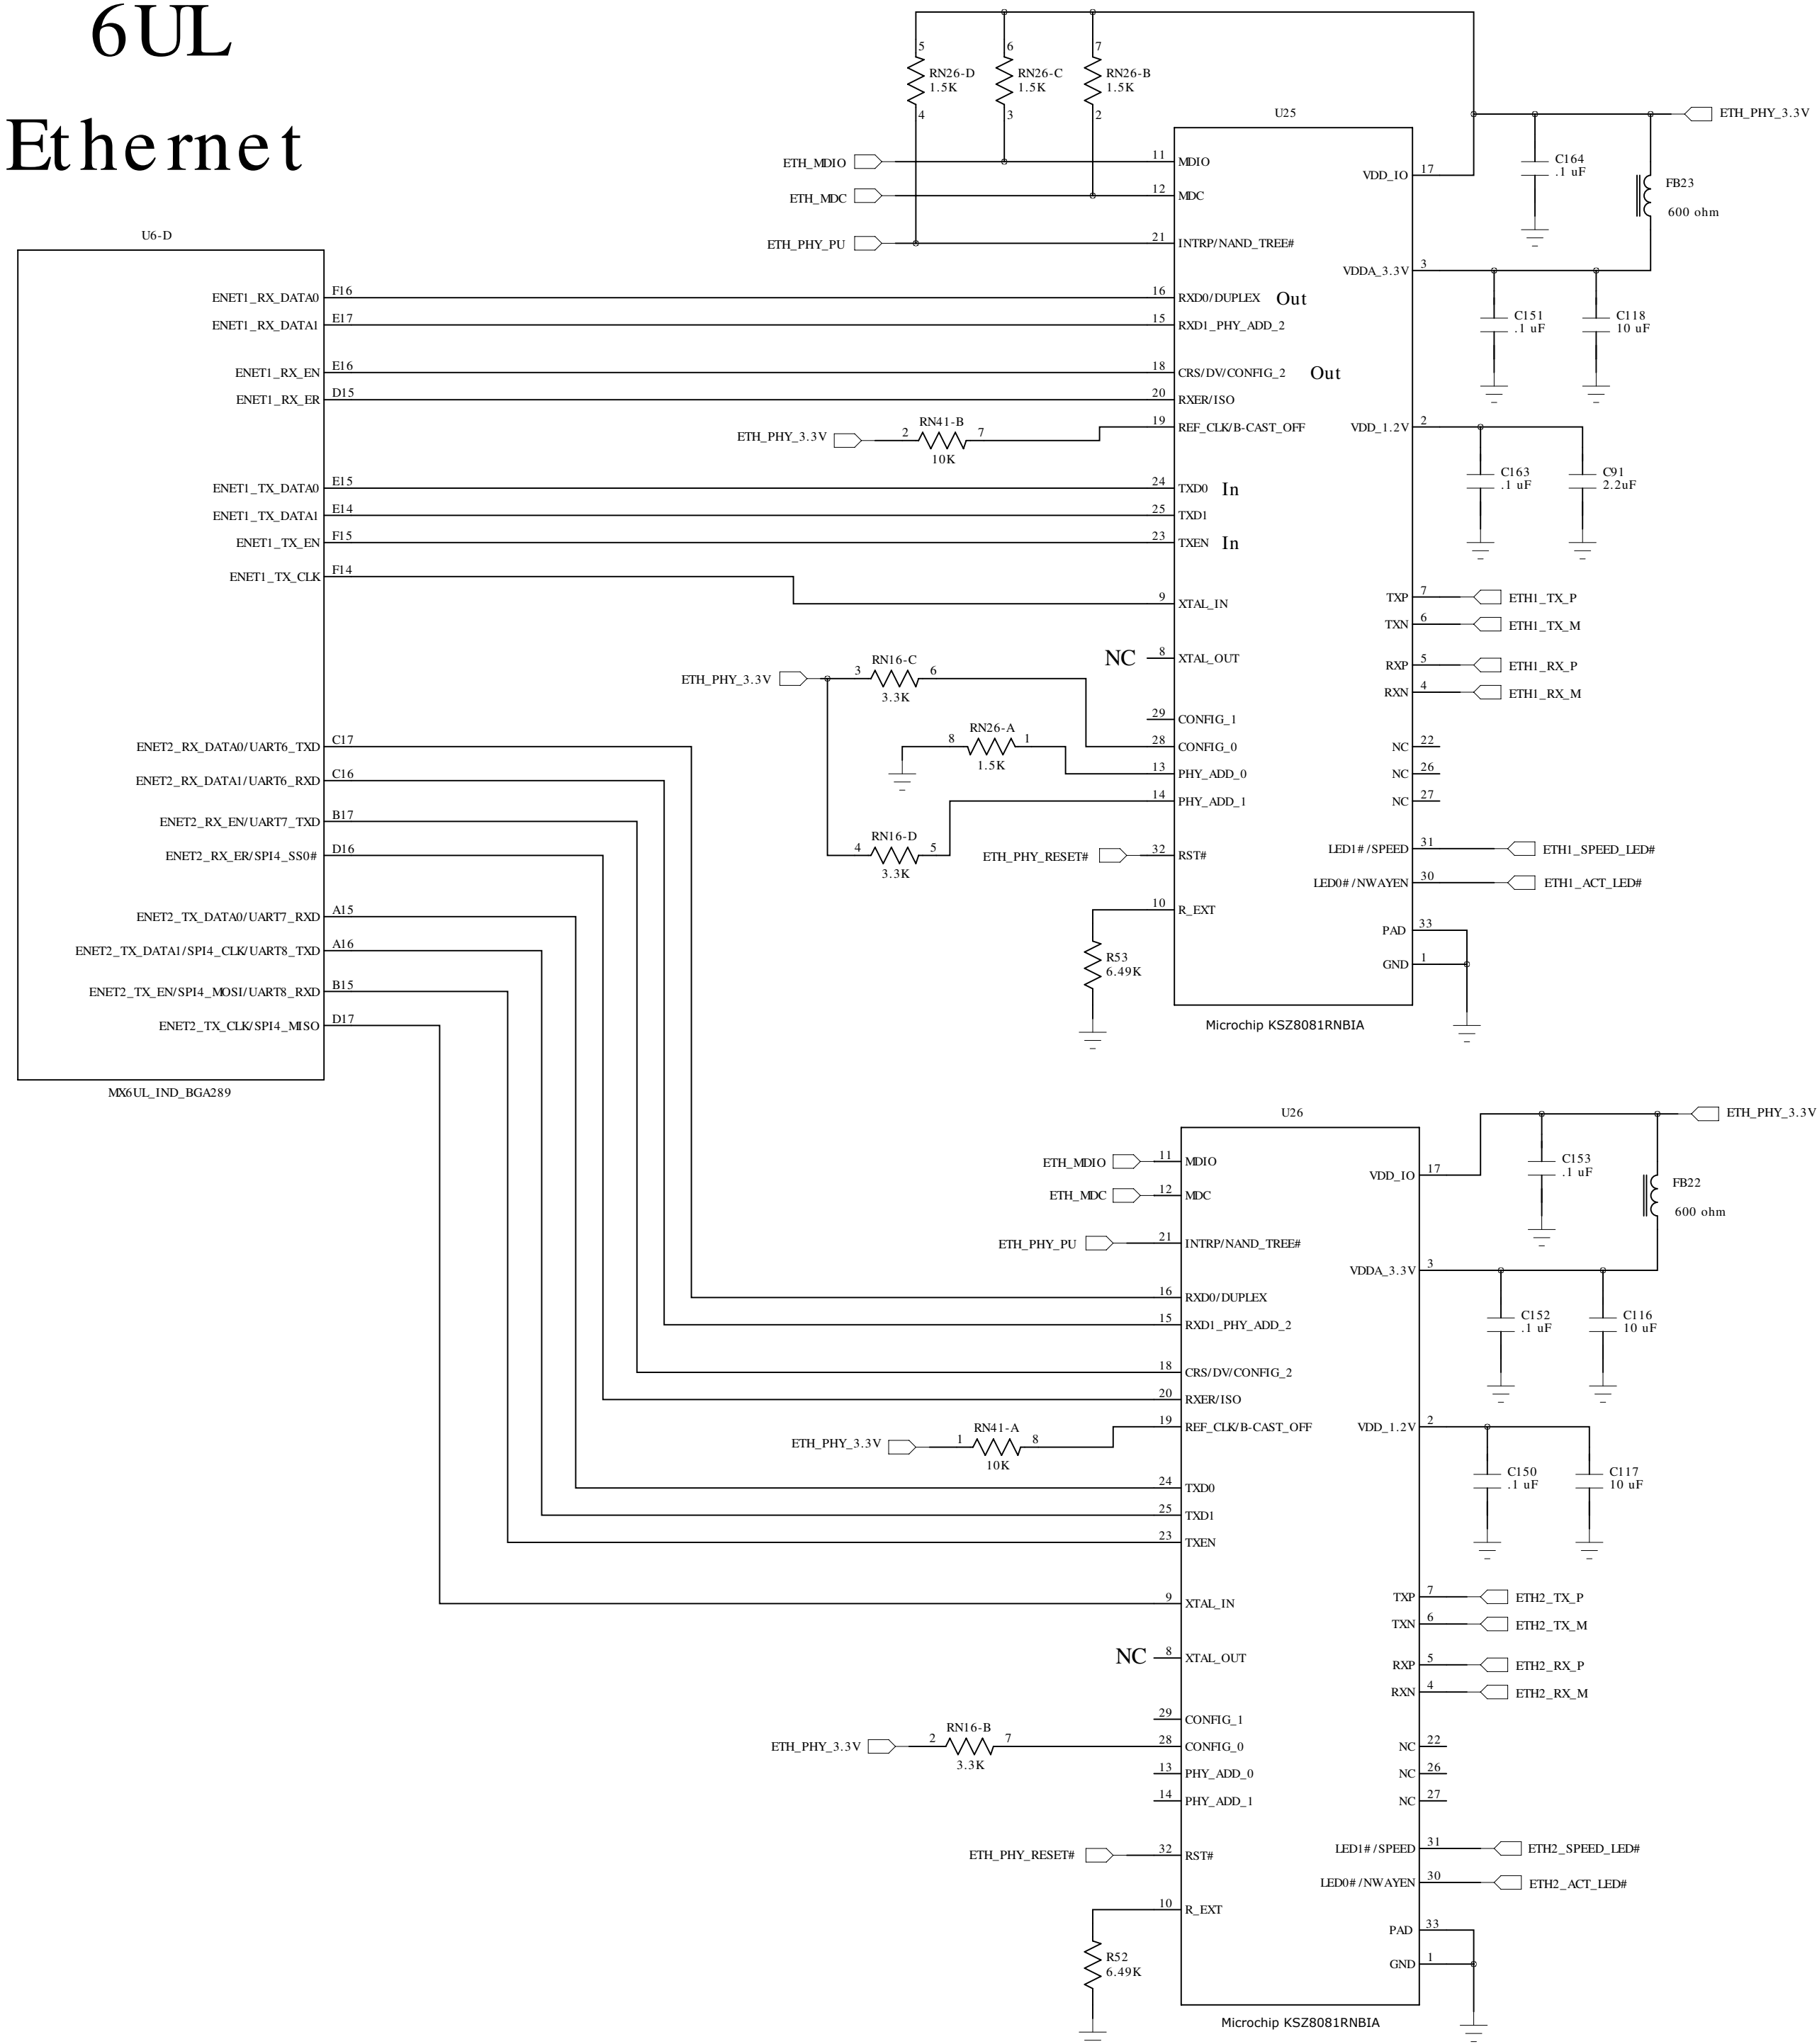 6UL
Ethernet
5
RN26-D
1.5K
4
6
RN26-C
1.5K
3
7
RN26-B
1.5K
2
U25
ETH_PHY_3.3V
ETH_MDIO
11
MDIO
ETH_MDC
12
MDC
ETH_PHY_PU
21
INTRP/NAND_TREE#
VDD_IO
17
C164
.1 uF
FB23
600 ohm
VDDA_3.3V
3
C151
.1 uF
C118
10 uF
U6-D
ENET1_RX_DATA0
F16
16
RXD0/DUPLEX
Out
ENET1_RX_DATA1
E17
15
RXD1_PHY_ADD_2
ENET1_RX_EN
E16
18
CRS/DV/CONFIG_2
Out
ENET1_RX_ER
D15
20
RXER/ISO
ETH_PHY_3.3V
2
RN41-B
7
10K
19
REF_CLK/B-CAST_OFF
VDD_1.2V
2
C163
.1 uF
C91
2.2uF
ENET1_TX_DATA0
E15
24
TXD0
In
ENET1_TX_DATA1
E14
25
TXD1
ENET1_TX_EN
F15
23
TXEN
In
ENET1_TX_CLK
F14
9
XTAL_IN
TXP
7
ETH1_TX_P
TXN
6
ETH1_TX_M
NC
8
XTAL_OUT
RXP
5
ETH1_RX_P
RXN
4
ETH1_RX_M
ETH_PHY_3.3V
3
RN16-C
6
3.3K
29
CONFIG_1
8
RN26-A
1
1.5K
28
CONFIG_0
NC
22
13
PHY_ADD_0
NC
26
14
PHY_ADD_1
NC
27
4
RN16-D
5
3.3K
ETH_PHY_RESET#
32
RST#
LED1#/SPEED
31
ETH1_SPEED_LED#
LED0#/NWAYEN
30
ETH1_ACT_LED#
10
R_EXT
R53
6.49K
PAD
33
GND
1
Microchip KSZ8081RNBIA
ENET2_RX_DATA0/UART6_TXD
C17
ENET2_RX_DATA1/UART6_RXD
C16
ENET2_RX_EN/UART7_TXD
B17
ENET2_RX_ER/SPI4_SS0#
D16
ENET2_TX_DATA0/UART7_RXD
A15
ENET2_TX_DATA1/SPI4_CLK/UART8_TXD
A16
ENET2_TX_EN/SPI4_MOSI/UART8_RXD
B15
ENET2_TX_CLK/SPI4_MISO
D17
MX6UL_IND_BGA289
U26
ETH_PHY_3.3V
ETH_MDIO
11
MDIO
ETH_MDC
12
MDC
ETH_PHY_PU
21
INTRP/NAND_TREE#
VDD_IO
17
C153
.1 uF
FB22
600 ohm
VDDA_3.3V
3
C152
.1 uF
C116
10 uF
16
RXD0/DUPLEX
15
RXD1_PHY_ADD_2
18
CRS/DV/CONFIG_2
20
RXER/ISO
ETH_PHY_3.3V
1
RN41-A
8
10K
19
REF_CLK/B-CAST_OFF
VDD_1.2V
2
C150
.1 uF
C117
10 uF
24
TXD0
25
TXD1
23
TXEN
9
XTAL_IN
TXP
7
ETH2_TX_P
TXN
6
ETH2_TX_M
NC
8
XTAL_OUT
RXP
5
ETH2_RX_P
RXN
4
ETH2_RX_M
29
CONFIG_1
ETH_PHY_3.3V
2
RN16-B
7
3.3K
28
CONFIG_0
NC
22
13
PHY_ADD_0
NC
26
14
PHY_ADD_1
NC
27
ETH_PHY_RESET#
32
RST#
LED1#/SPEED
31
ETH2_SPEED_LED#
LED0#/NWAYEN
30
ETH2_ACT_LED#
10
R_EXT
R52
6.49K
PAD
33
GND
1
Microchip KSZ8081RNBIA